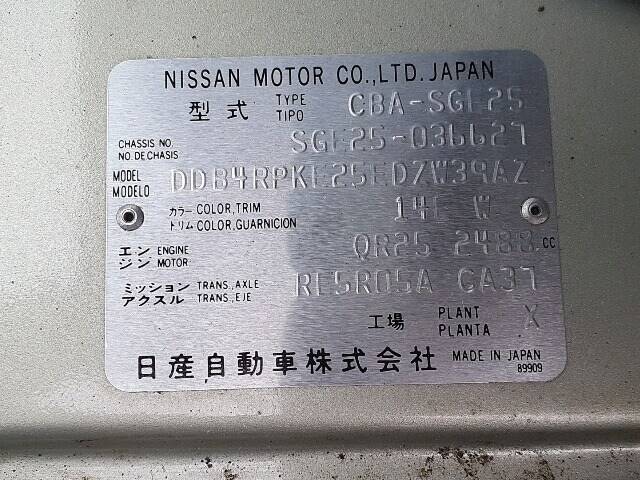 NISSAN MOTOR CO.,LTD. JAPAN
型式 TYPE TIPO CBA-SGE25
CHASSIS NO. NO. DE CHASIS SGE25-036627
MODEL MODELO DDB4RPKE25EDZW39AZ
カラー COLOR, TRIM
トリム COLOR, GUARNICION 14E W
エンジン ENGINE MOTOR QR25 2488 CC
ミッション TRANS., AXLE
アクスル TRANS., EJE RE5R05A CA37
工場 PLANT PLANTA X
日産自動車株式会社 MADE IN JAPAN
89909